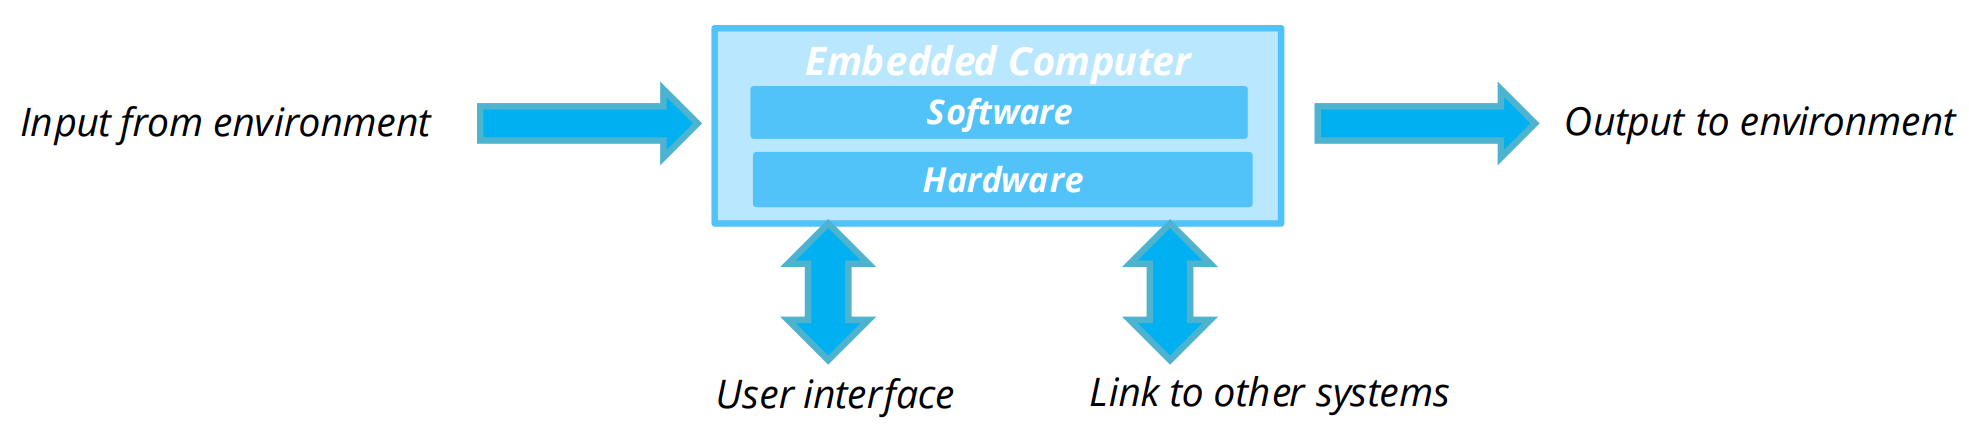 Embedded Computer
Software
Input from environment
Output to environment
Hardware
User interface
Link to other systems